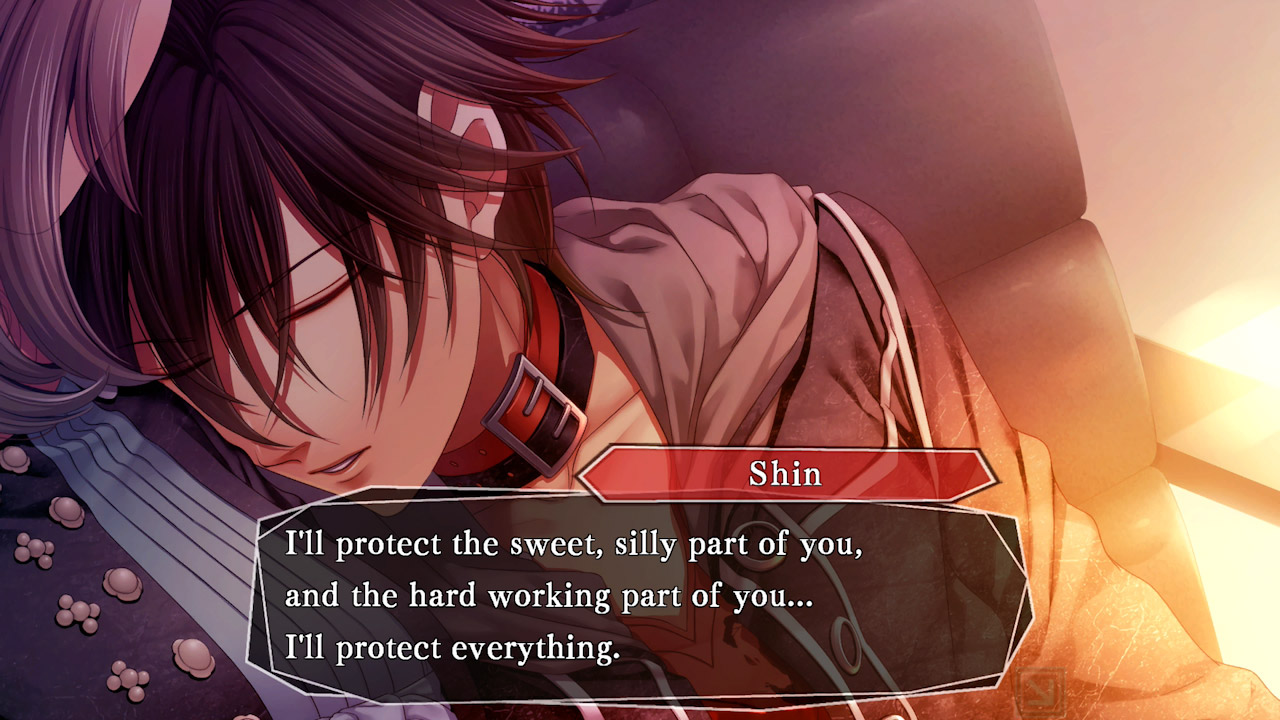 Shin
I'll protect the sweet, silly part of you,
and the hard working part of you...
I'll protect everything.